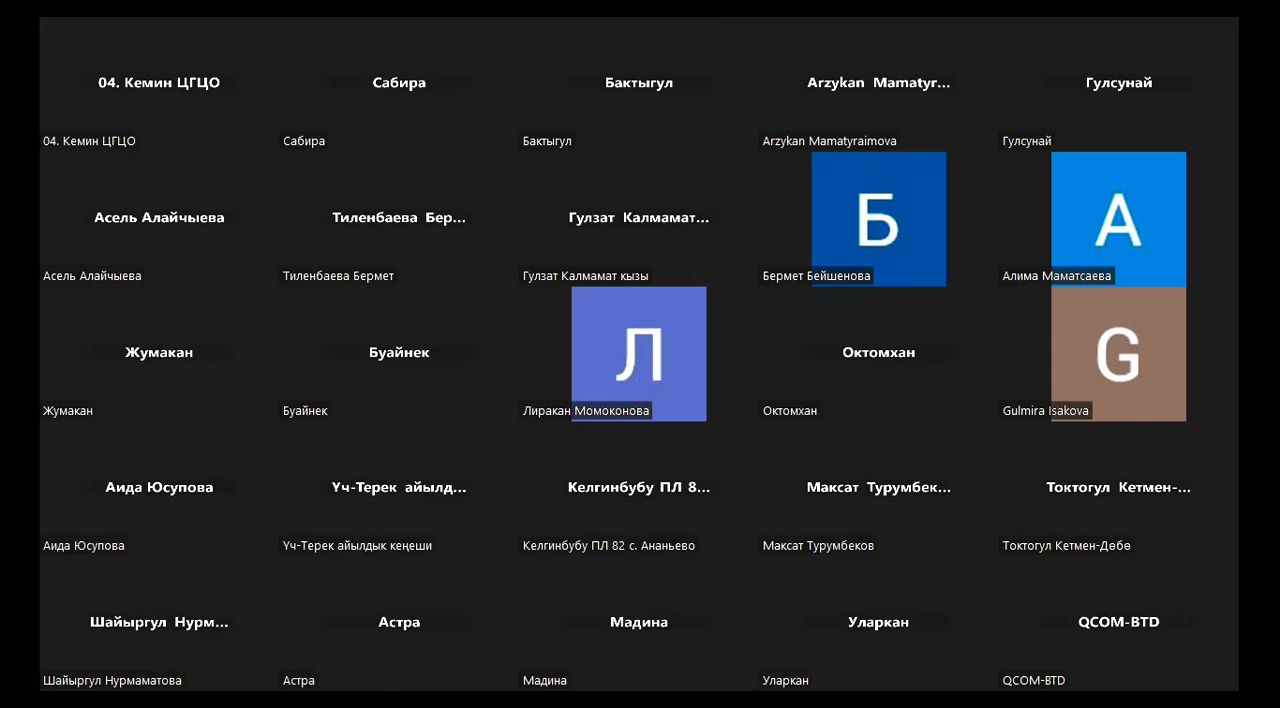 04. Кемин ЦГЦО
Сабира
Бактыгул
Arzykan Mamatyr...
Гулсунай
04. Кемин ЦГЦО
Сабира
Бактыгул
Arzykan Mamatyraimova
Гулсунай
Асель Алайчыева
Тиленбаева Бер...
Гулзат Калмамат...
Б
А
Асель Алайчыева
Тиленбаева Бермет
Гулзат Калмамат кызы
Бермет Бейшенова
Алима Маматсаева
Жумакан
Буайнек
Л
Октомхан
G
Жумакан
Буайнек
Лиракан Момоконова
Октомхан
Gulmira Isakova
Аида Юсупова
Үч-Терек айылд...
Келгинбубу ПЛ 8...
Максат Турумбек...
Токтогул Кетмен-...
Аида Юсупова
Үч-Терек айылдык кеңеши
Келгинбубу ПЛ 82 с. Ананьево
Максат Турумбеков
Токтогул Кетмен-Дөбө
Шайыргул Нурм...
Астра
Мадина
Уларкан
QCOM-BTD
Шайыргул Нурмаматова
Астра
Мадина
Уларкан
QCOM-BTD